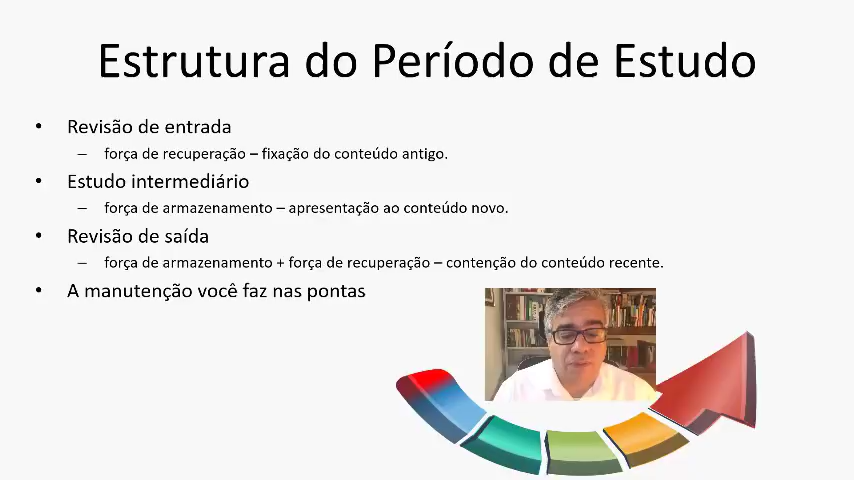 Estrutura do Período de Estudo
• Revisão de entrada
– força de recuperação – fixação do conteúdo antigo.
• Estudo intermediário
– força de armazenamento – apresentação ao conteúdo novo.
• Revisão de saída
– força de armazenamento + força de recuperação – contenção do conteúdo recente.
• A manutenção você faz nas pontas